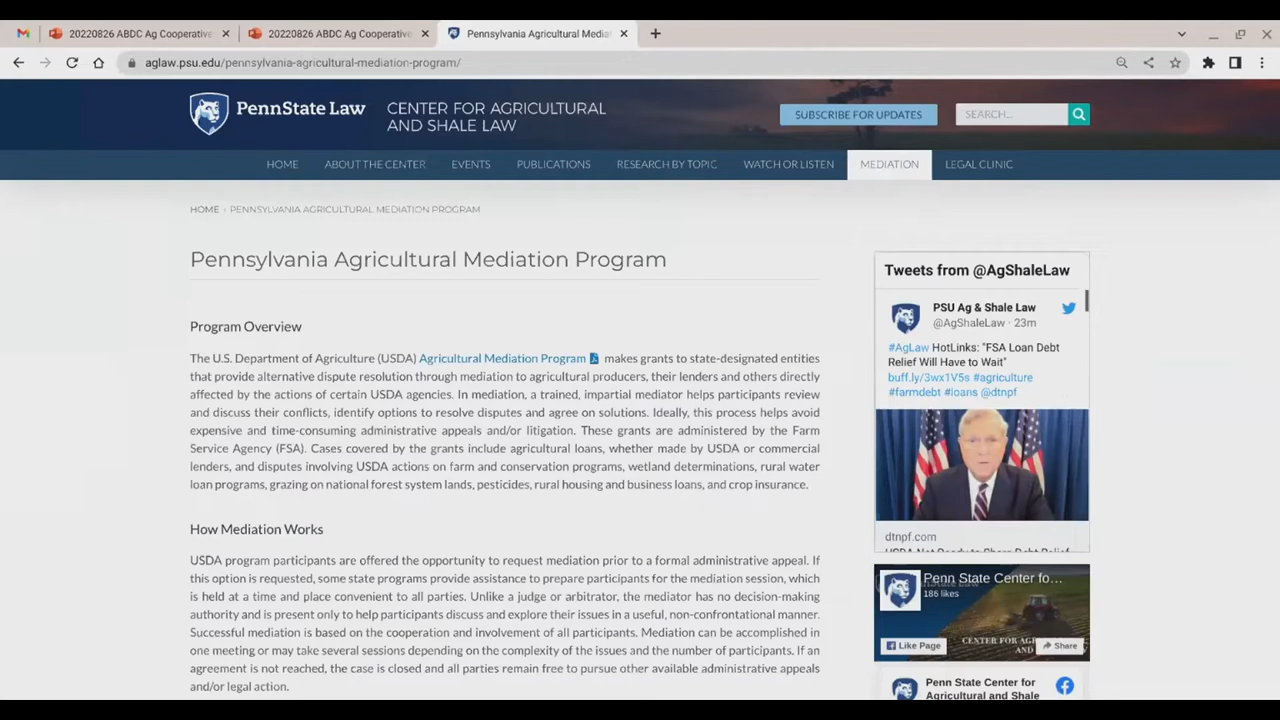 20220826 ABDC Ag Cooperative
20220826 ABDC Ag Cooperative
Pennsylvania Agricultural Media
aglaw.psu.edu/pennsylvania-agricultural-mediation-program/
PennState Law
CENTER FOR AGRICULTURAL
AND SHALE LAW
SUBSCRIBE FOR UPDATES
SEARCH...
HOME ABOUT THE CENTER EVENTS PUBLICATIONS RESEARCH BY TOPIC WATCH OR LISTEN MEDIATION LEGAL CLINIC
HOME › PENNSYLVANIA AGRICULTURAL MEDIATION PROGRAM
Pennsylvania Agricultural Mediation Program
Program Overview
The U.S. Department of Agriculture (USDA) Agricultural Mediation Program makes grants to state-designated entities
that provide alternative dispute resolution through mediation to agricultural producers, their lenders and others directly
affected by the actions of certain USDA agencies. In mediation, a trained, impartial mediator helps participants review
and discuss their conflicts, identify options to resolve disputes and agree on solutions. Ideally, this process helps avoid
expensive and time-consuming administrative appeals and/or litigation. These grants are administered by the Farm
Service Agency (FSA). Cases covered by the grants include agricultural loans, whether made by USDA or commercial
lenders, and disputes involving USDA actions on farm and conservation programs, wetland determinations, rural water
loan programs, grazing on national forest system lands, pesticides, rural housing and business loans, and crop insurance.
How Mediation Works
USDA program participants are offered the opportunity to request mediation prior to a formal administrative appeal. If
this option is requested, some state programs provide assistance to prepare participants for the mediation session, which
is held at a time and place convenient to all parties. Unlike a judge or arbitrator, the mediator has no decision-making
authority and is present only to help participants discuss and explore their issues in a useful, non-confrontational manner.
Successful mediation is based on the cooperation and involvement of all participants. Mediation can be accomplished in
one meeting or may take several sessions depending on the complexity of the issues and the number of participants. If an
agreement is not reached, the case is closed and all parties remain free to pursue other available administrative appeals
and/or legal action.
Tweets from @AgShaleLaw
PSU Ag & Shale Law
@AgShaleLaw · 23m
#AgLaw HotLinks: "FSA Loan Debt
Relief Will Have to Wait"
buff.ly/3wx1V5s #agriculture
#farmdebt #loans @dtnpf
dtnpf.com
USDA Not Ready to Share Debt Relief
Penn State Center fo...
186 likes
CENTER FOR AG
AND
Like Page
Share
Penn State Center for
Agricultural and Shale